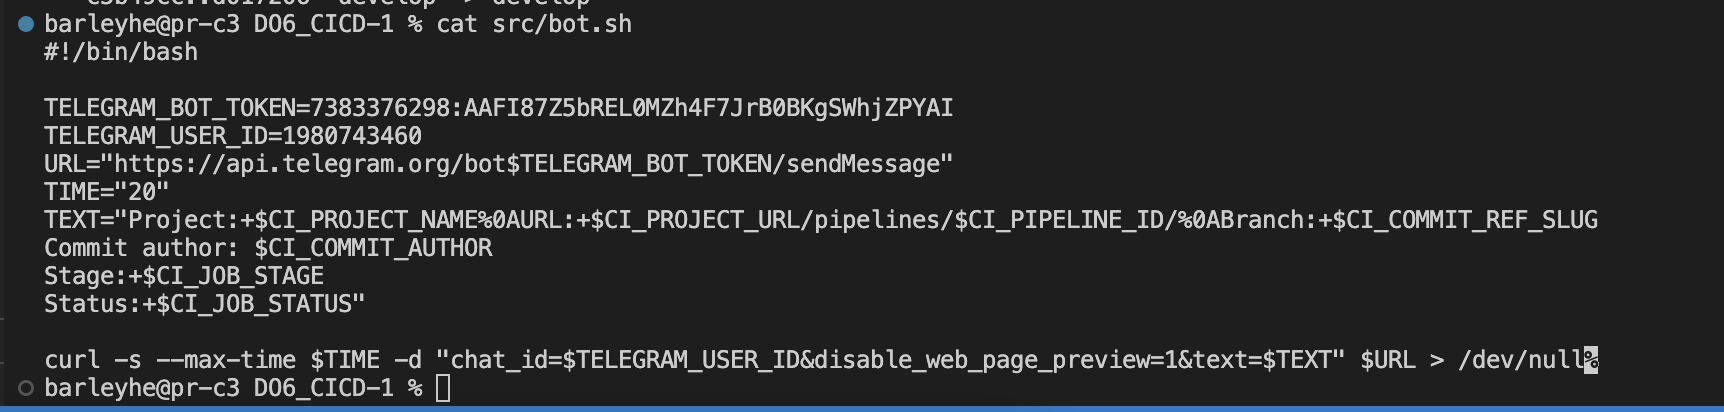 barleyhe@pr-c3 DO6_CICD-1 % cat src/bot.sh
#!/bin/bash
TELEGRAM_BOT_TOKEN=7383376298:AAFI87Z5bREL0MZh4F7JrB0BKgSWhjZPYAI
TELEGRAM_USER_ID=1980743460
URL="https://api.telegram.org/bot$TELEGRAM_BOT_TOKEN/sendMessage"
TIME="20"
TEXT="Project:+$CI_PROJECT_NAME%0AURL:+$CI_PROJECT_URL/pipelines/$CI_PIPELINE_ID/%0ABranch:+$CI_COMMIT_REF_SLUG
Commit author: $CI_COMMIT_AUTHOR
Stage:+$CI_JOB_STAGE
Status:+$CI_JOB_STATUS"
curl -s --max-time $TIME -d "chat_id=$TELEGRAM_USER_ID&disable_web_page_preview=1&text=$TEXT" $URL > /dev/null%
barleyhe@pr-c3 DO6_CICD-1 %